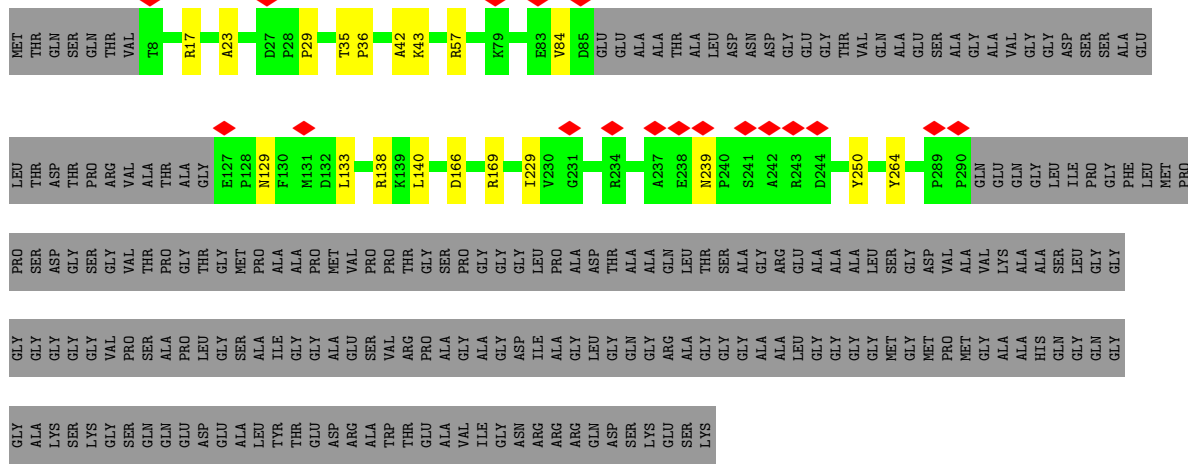 MET THR GLN SER GLN THR VAL T8 R17 A23 D27 P28 P29 T35 P36 A42 K43 R57 K79 E83 V84 D85 GLU GLU ALA ALA THR ALA LEU ASP ASN ASP GLY GLU GLY THR VAL GLN ALA GLU SER ALA GLY ALA VAL GLY GLY ASP SER SER ALA GLU
LEU THR ASP THR PRO ARG VAL ALA THR ALA GLY E127 P128 N129 F130 M131 D132 L133 R138 K139 L140 D166 R169 I229 V230 G231 R234 A237 E238 N239 P240 S241 A242 R243 D244 Y250 Y264 P289 P290 GLN GLU GLN GLY LEU ILE PRO GLY PHE LEU MET PRO
PRO SER ASP GLY SER GLY VAL THR PRO GLY THR GLY MET PRO ALA ALA PRO MET VAL PRO PRO THR GLY SER PRO GLY GLY GLY LEU PRO ALA ASP THR ALA ALA GLN LEU THR SER ALA GLY ARG GLU ALA ALA ALA LEU SER GLY ASP VAL ALA VAL LYS ALA ALA SER LEU GLY GLY
GLY GLY GLY GLY GLY VAL PRO SER ALA PRO LEU GLY SER ALA ILE GLY GLY ALA GLU SER VAL ARG PRO ALA GLY ALA GLY ASP ILE ALA GLY LEU GLY GLN GLY ARG ALA GLY GLY GLY ALA ALA LEU GLY GLY GLY GLY MET GLY MET PRO MET GLY ALA ALA HIS GLN GLY GLN GLY
GLY ALA LYS SER LYS GLY SER GLN GLN GLU ASP GLU ALA LEU TYR THR GLU ASP ARG ALA TRP THR GLU ALA VAL ILE GLY ASN ARG ARG ARG GLN ASP SER LYS GLU SER LYS